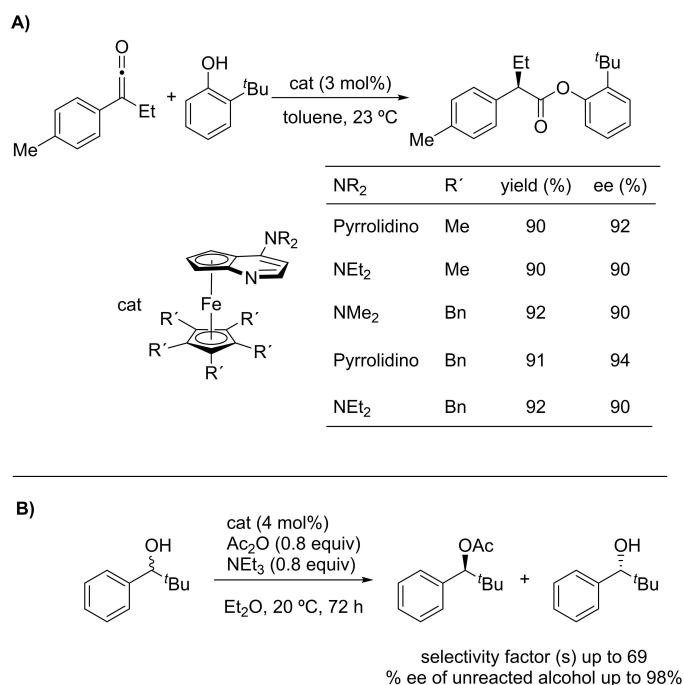 A)
O
OH
tBu
+
Et
Me
cat (3 mol%)
toluene, 23 ºC
Et
tBu
O
O
Me
NR2 R´ yield (%) ee (%)
Pyrrolidino Me 90 92
NEt2 Me 90 90
NMe2 Bn 92 90
Pyrrolidino Bn 91 94
NEt2 Bn 92 90
cat
NR2
N
Fe
R´ R´
R´ R´
R´
B)
OH
tBu
cat (4 mol%)
Ac2O (0.8 equiv)
NEt3 (0.8 equiv)
Et2O, 20 ºC, 72 h
OAc
tBu
+
OH
tBu
selectivity factor (s) up to 69
% ee of unreacted alcohol up to 98%